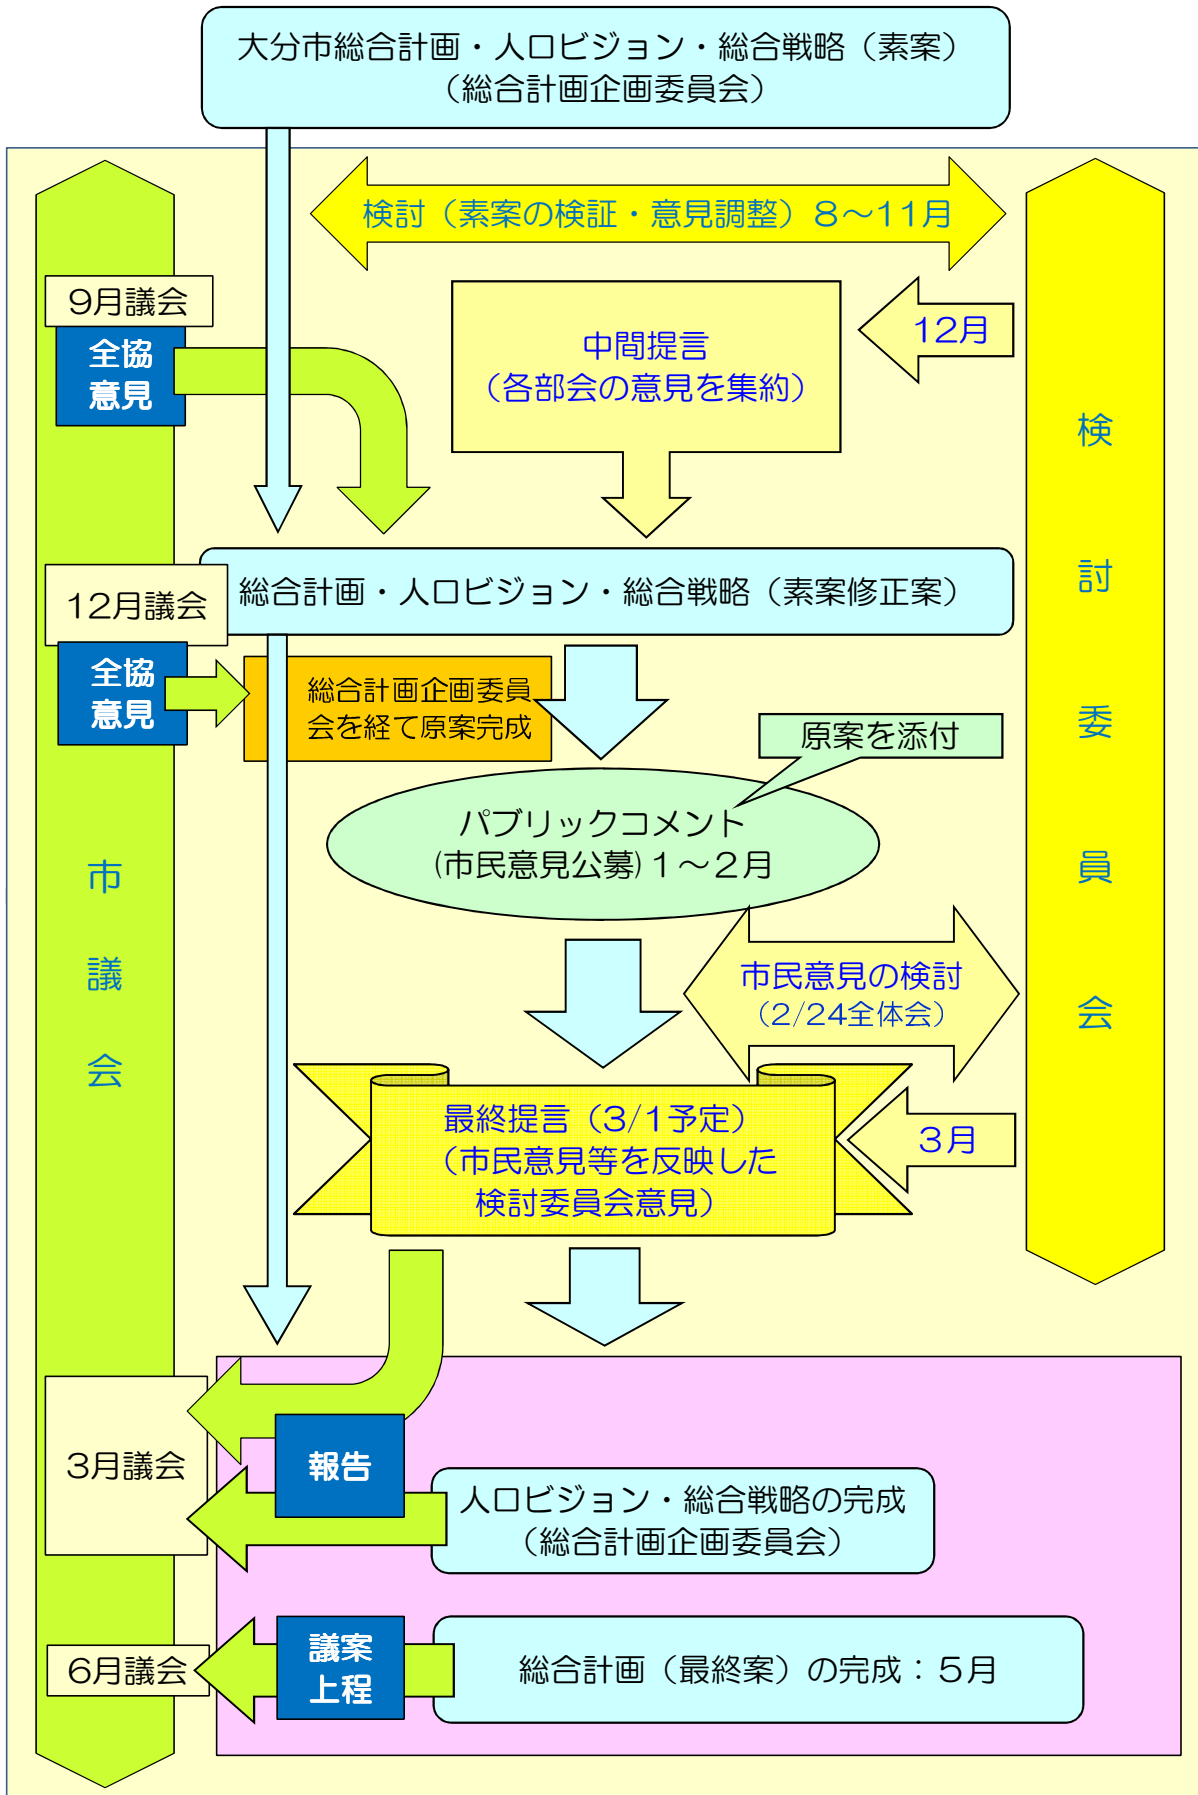 大分市総合計画・人口ビジョン・総合戦略（素案）
（総合計画企画委員会）
検討（素案の検証・意見調整）８～11月
9月議会
全協
意見
中間提言
（各部会の意見を集約）
12月
総合計画・人口ビジョン・総合戦略（素案修正案）
12月議会
全協
意見
総合計画企画委員
会を経て原案完成
原案を添付
パブリックコメント
(市民意見公募)１～２月
市民意見の検討
（2/24全体会）
最終提言（3/1予定）
（市民意見等を反映した
検討委員会意見）
３月
検討委員会
市議会
3月議会
報告
人口ビジョン・総合戦略の完成
（総合計画企画委員会）
6月議会
議案
上程
総合計画（最終案）の完成：５月